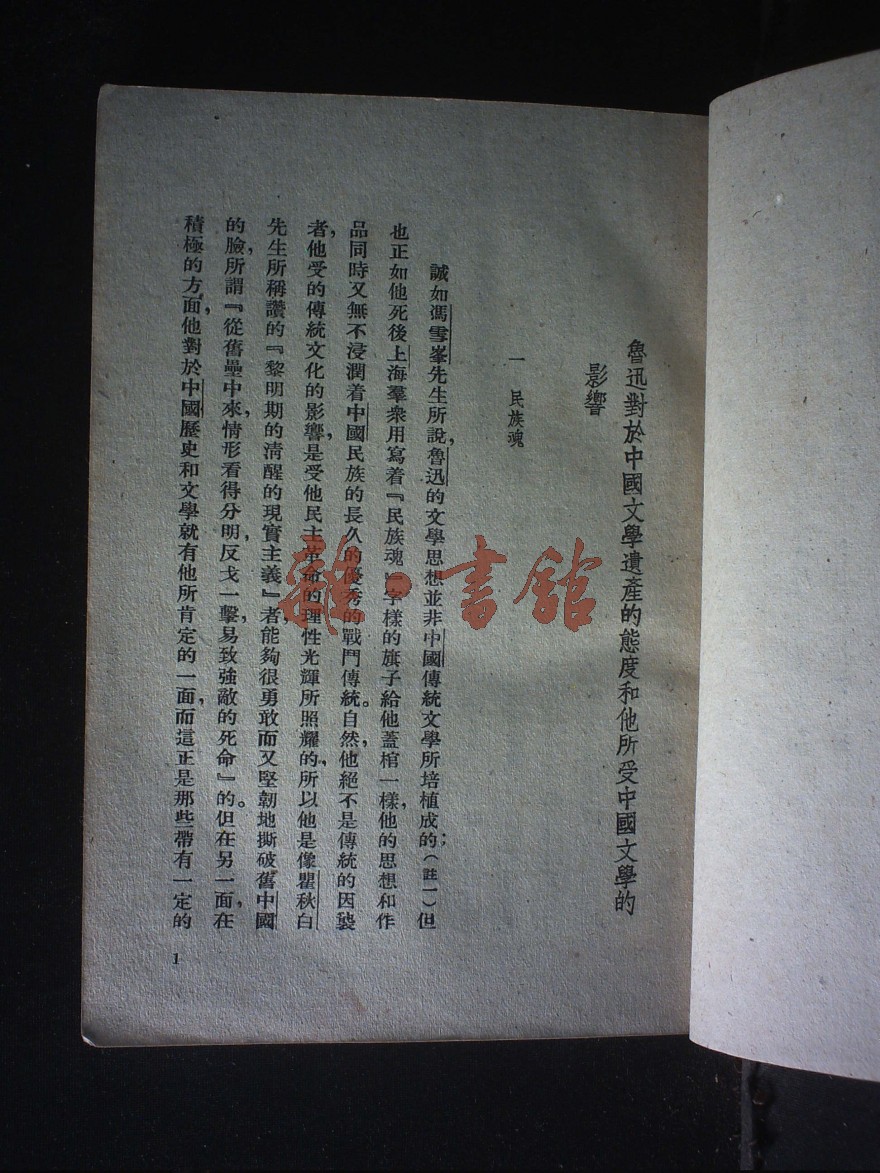 魯迅對於中國文學遺產的態度和他所受中國文學的
影響
一 民族魂
誠如馮雪峯先生所說，魯迅的文學思想並非中國傳統文學所培植成的（註一）；但
也正如他死後上海羣衆用寫着『民族魂』字樣的旗子給他蓋棺一樣，他的思想和作
品同時又無不浸潤着中國民族的長久的優秀的戰鬥傳統。自然，他絕不是傳統的因襲
者，他受的傳統文化的影響，是受他民主革命的理性光輝所照耀的，所以他是像瞿秋白
先生所稱讚的『黎明期的清醒的現實主義』者，能夠很勇敢而又堅韌地撕破舊中國
的臉，所謂『從舊壘中來，情形看得分明，反戈一擊，易致強敵的死命』的。但在另一面，在
積極的方面，他對於中國歷史和文學就有他所肯定的一面，而這正是那些帶有一定的
1
雜·書館